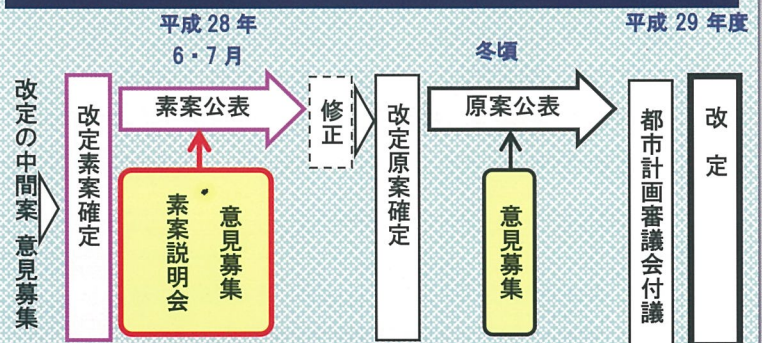 平成28年
6・7月
冬頃
平成 29 年度
改定の中間案 意見募集
改定素案確定
素案公表
意見募集
素案説明会
修正
改定原案確定
原案公表
意見募集
都市計画審議会付議
改定